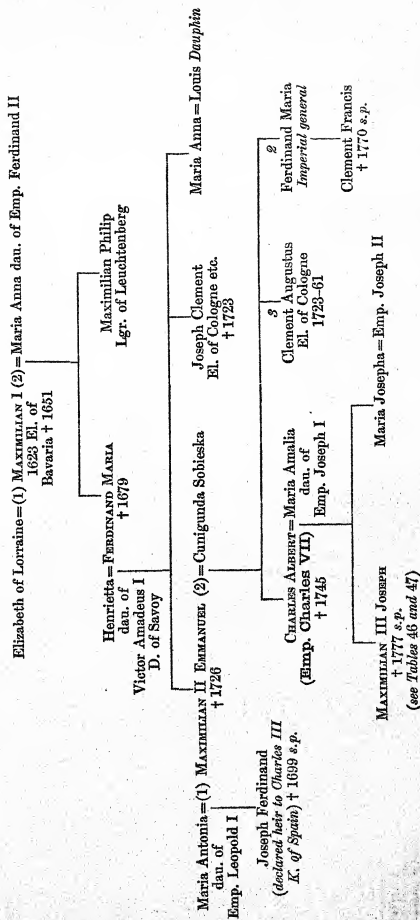 Elizabeth of Lorraine=(1) MAXIMILIAN I (2)=Maria Anna dau. of Emp. Ferdinand II
1623 El. of
Bavaria † 1651
Henrietta=FERDINAND MARIA
dau. of † 1679
Victor Amadeus I
D. of Savoy
Maximilian Philip
Lgr. of Leuchtenberg
Maria Antonia=(1) MAXIMILIAN II EMMANUEL (2)=Cunigunda Sobieska
dau. of † 1726
Emp. Leopold I
Joseph Clement
El. of Cologne etc.
† 1723
Maria Anna=Louis Dauphin
Joseph Ferdinand
(declared heir to Charles III
K. of Spain) † 1699 s.p.
CHARLES ALBERT=Maria Amalia
(Emp. Charles VII) dau. of
† 1745 Emp. Joseph I
3
Clement Augustus
El. of Cologne
1723-61
2
Ferdinand Maria
Imperial general
MAXIMILIAN III JOSEPH
† 1777 s.p.
(see Tables 46 and 47)
Maria Josepha=Emp. Joseph II
Clement Francis
† 1770 s.p.